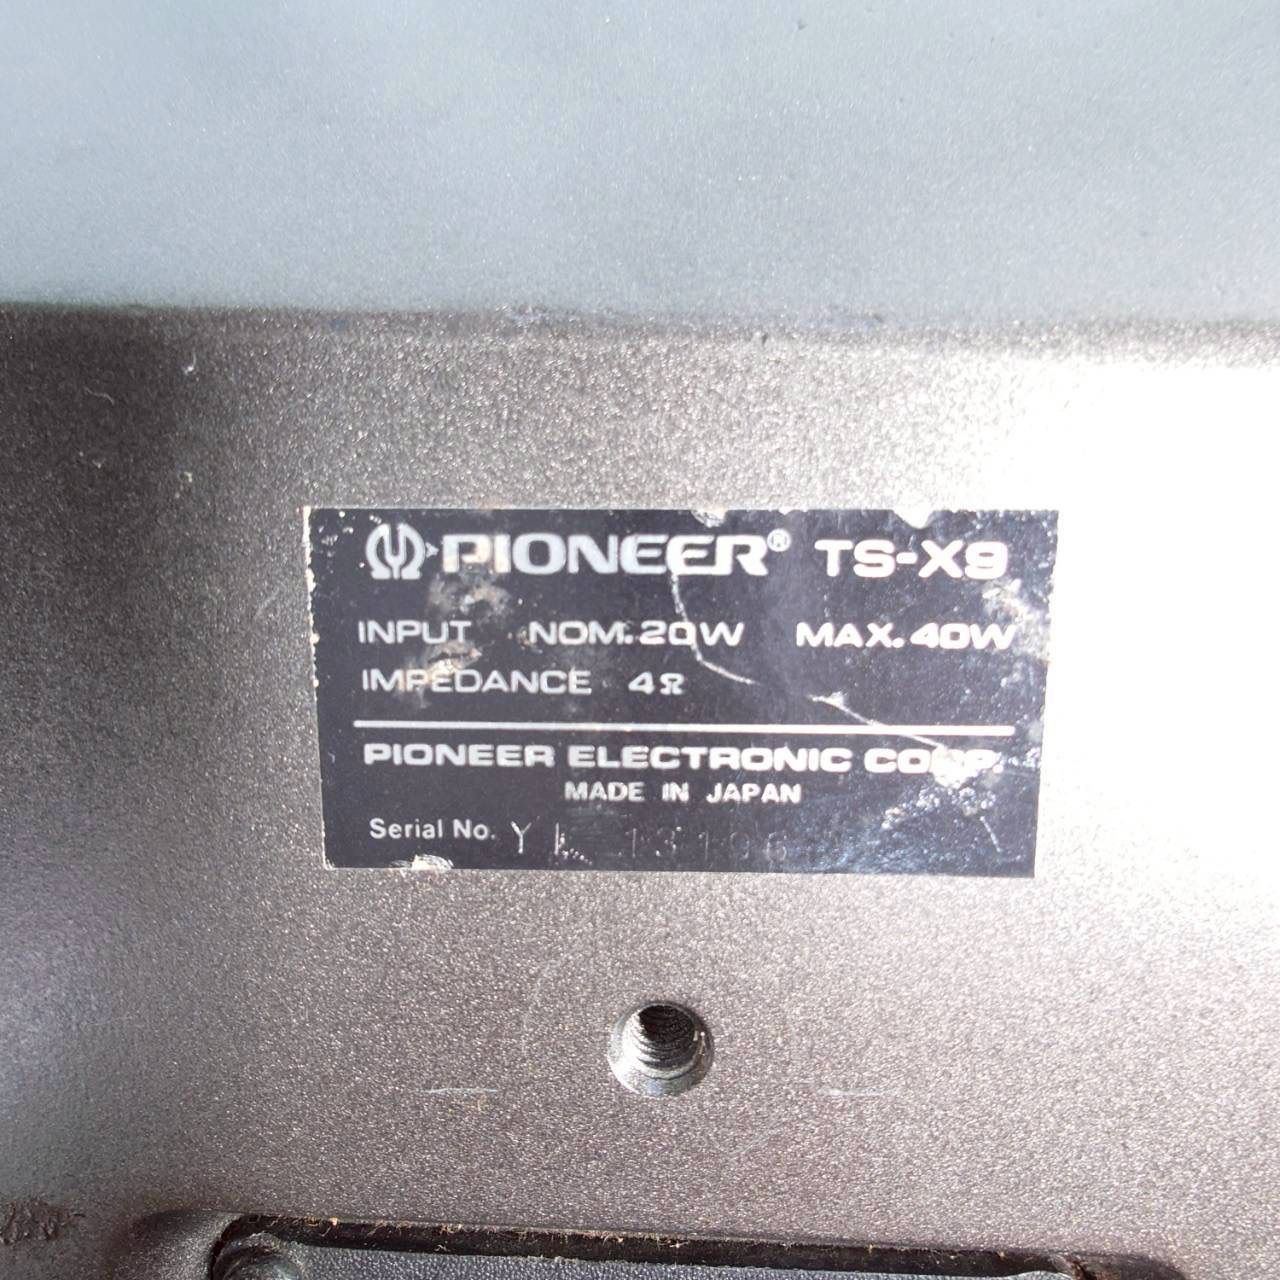 PIONEER® TS-X9
INPUT NOM.20W MAX.40W
IMPEDANCE 4Ω
PIONEER ELECTRONIC CORP.
MADE IN JAPAN
Serial No.